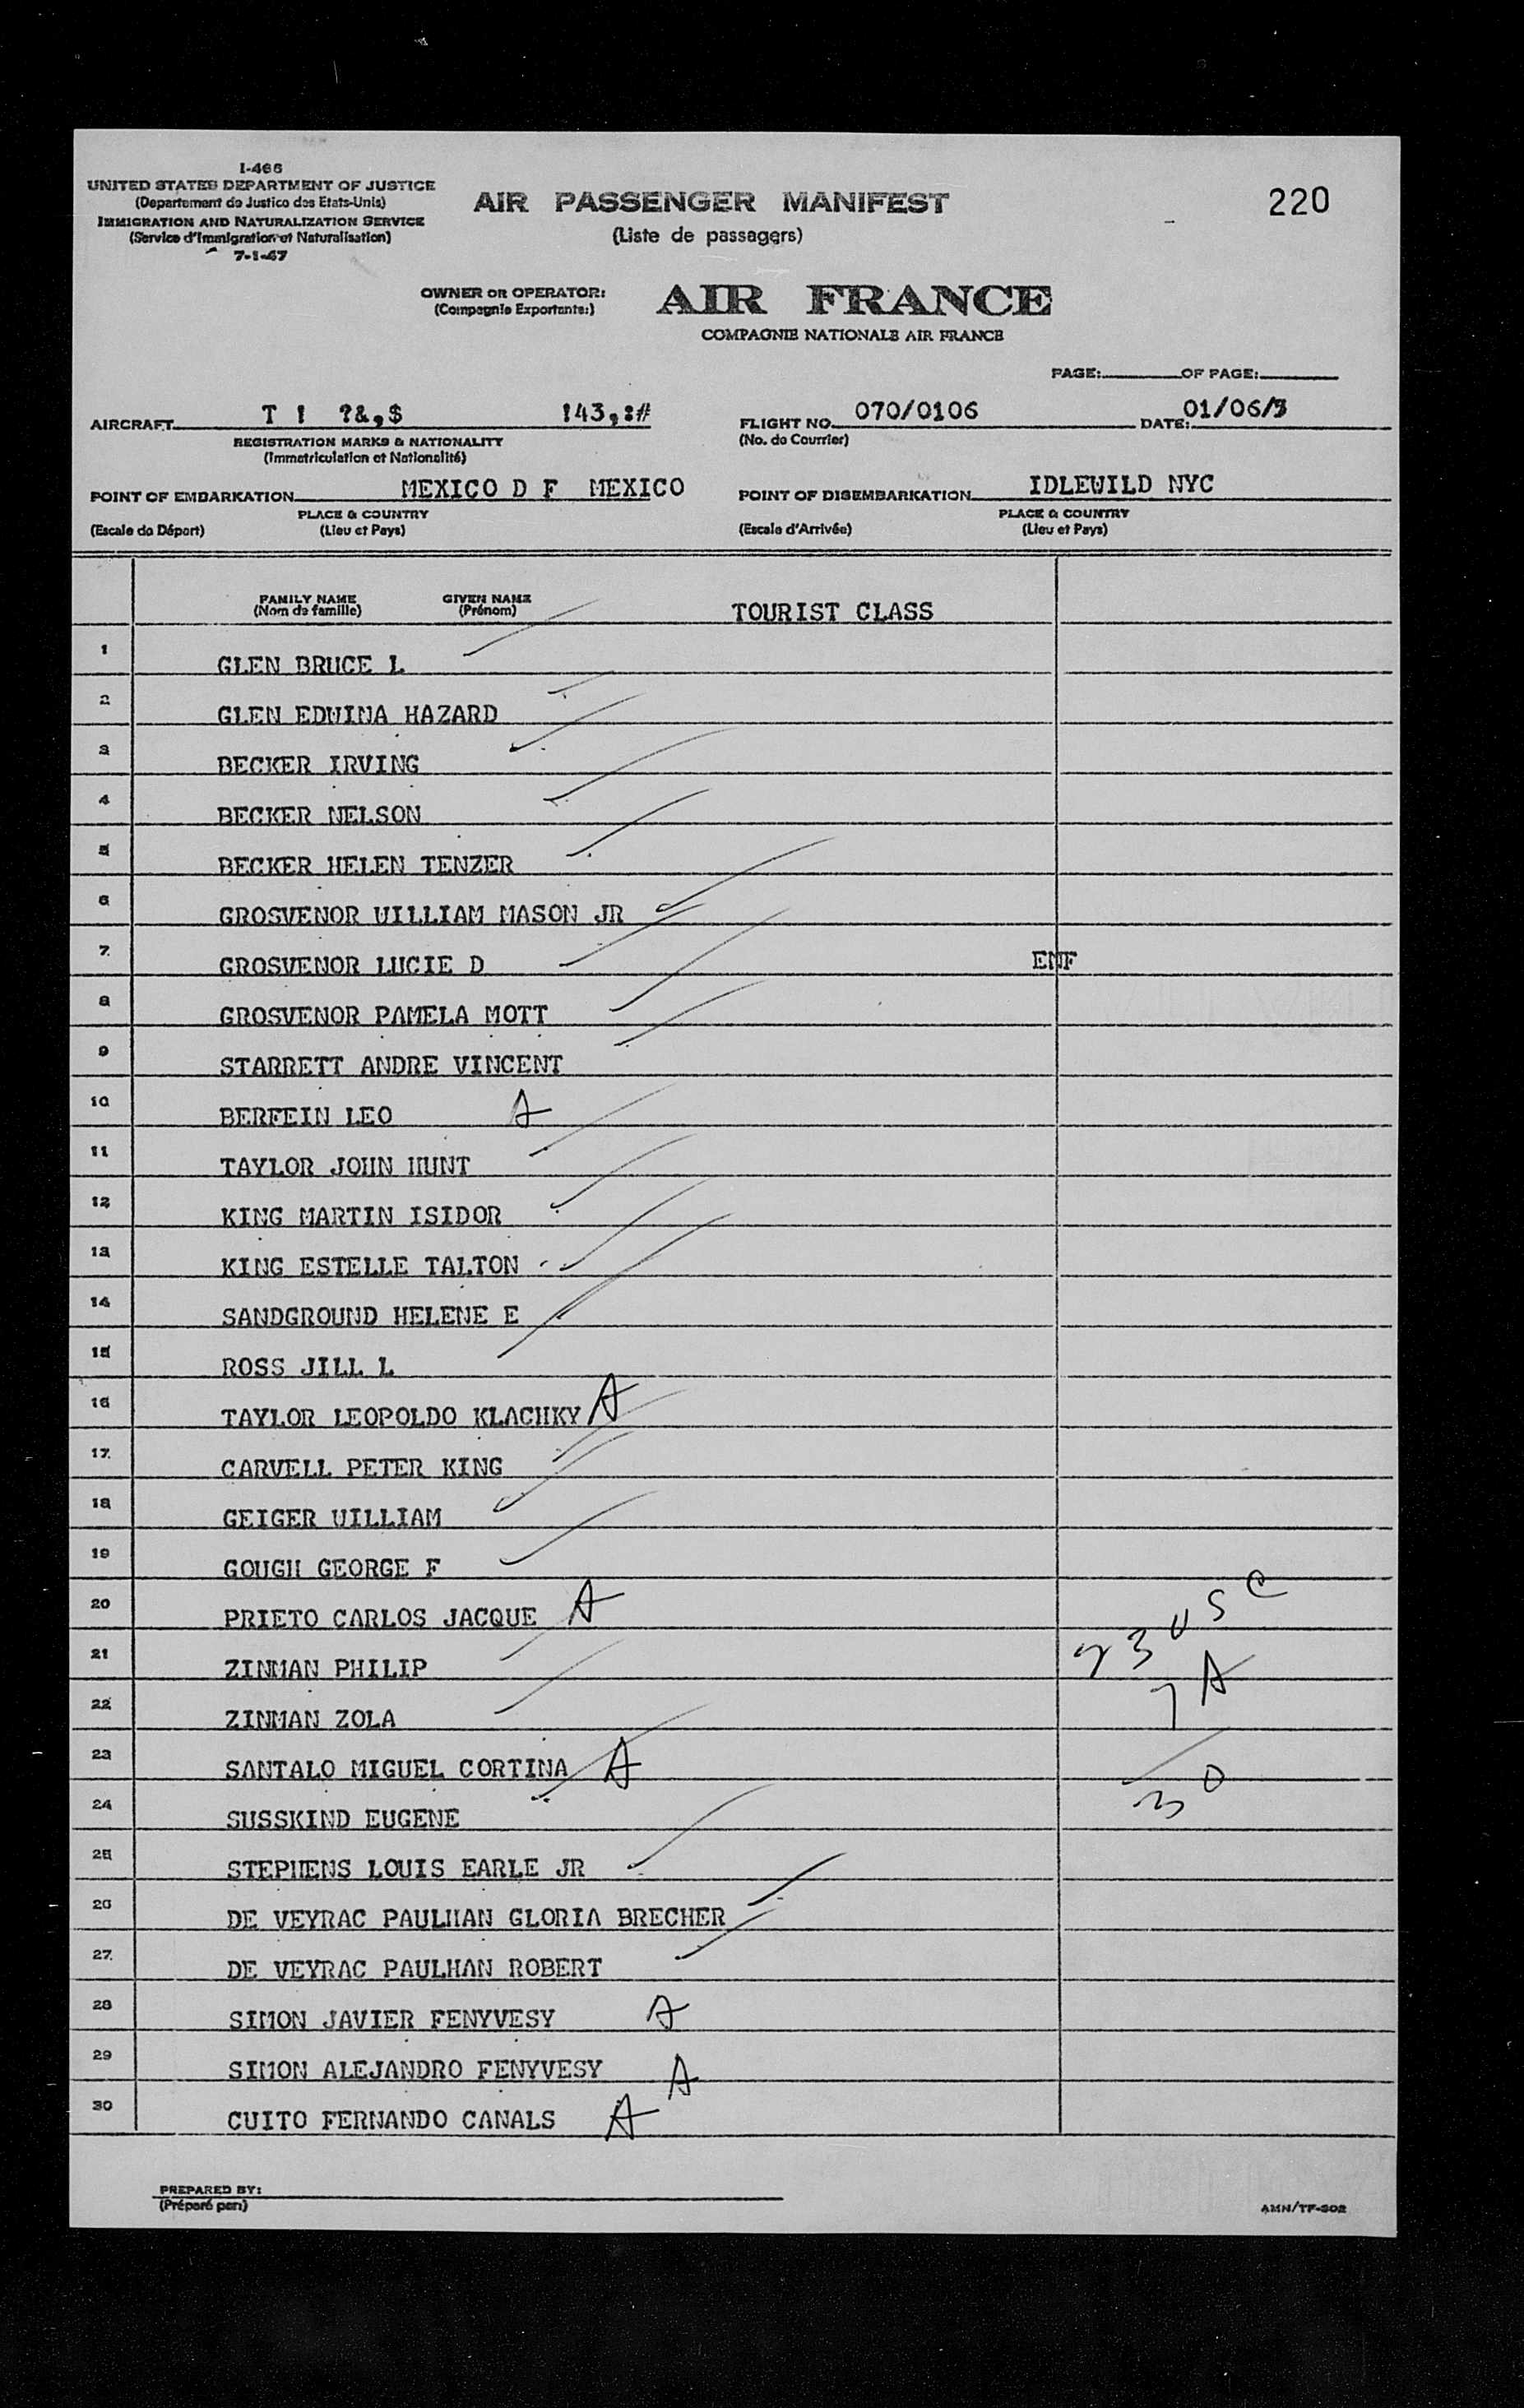 I-466
UNITED STATES DEPARTMENT OF JUSTICE
(Departement de Justice des Etats-Unis)
IMMIGRATION AND NATURALIZATION SERVICE
(Service d'Immigration et Naturalisation)
7-1-47
AIR PASSENGER MANIFEST
(Liste de passagers)
220
OWNER OR OPERATOR: AIR FRANCE
(Compagnie Exportante:)
COMPAGNIE NATIONALE AIR FRANCE
PAGE: OF PAGE:
AIRCRAFT T ! ?&,$ !43,:# FLIGHT NO. 070/0106 DATE: 01/06/
REGISTRATION MARKS & NATIONALITY (No. de Courrier)
(Immatriculation et Nationalité)
POINT OF EMBARKATION MEXICO D F MEXICO POINT OF DISEMBARKATION IDLEWILD NYC
PLACE & COUNTRY PLACE & COUNTRY
(Escale de Départ) (Lieu et Pays) (Escale d'Arrivée) (Lieu et Pays)
FAMILY NAME GIVEN NAME
(Nom de famille) (Prénom) TOURIST CLASS
1 GLEN BRUCE L
2 GLEN EDWINA HAZARD
3 BECKER IRVING
4 BECKER NELSON
5 BECKER HELEN TENZER
6 GROSVENOR WILLIAM MASON JR
7 GROSVENOR LUCIE D ENF
8 GROSVENOR PAMELA MOTT
9 STARRETT ANDRE VINCENT
10 BERFEIN LEO A
11 TAYLOR JOHN HUNT
12 KING MARTIN ISIDOR
13 KING ESTELLE TALTON
14 SANDGROUND HELENE E
15 ROSS JILL L
16 TAYLOR LEOPOLDO KLACHKY A
17 CARVELL PETER KING
18 GEIGER WILLIAM
19 GOUGH GEORGE F
20 PRIETO CARLOS JACQUE A
21 ZINMAN PHILIP 23 USC
22 ZINMAN ZOLA 7 A
23 SANTALO MIGUEL CORTINA A
24 SUSSKIND EUGENE 30
25 STEPHENS LOUIS EARLE JR
26 DE VEYRAC PAULHAN GLORIA BRECHER
27 DE VEYRAC PAULHAN ROBERT
28 SIMON JAVIER FENYVESY A
29 SIMON ALEJANDRO FENYVESY A
30 CUITO FERNANDO CANALS A
PREPARED BY:
(Préparé par) AMN/TF-302